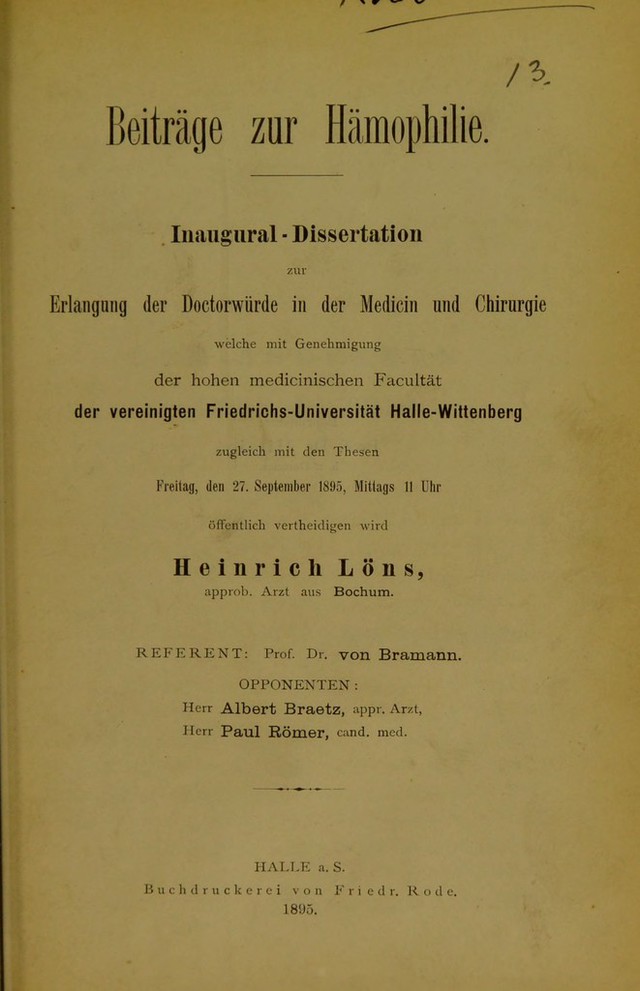 13.
Beiträge zur Hämophilie.
Inaugural-Dissertation
zur
Erlangung der Doctorwürde in der Medicin und Chirurgie
welche mit Genehmigung
der hohen medicinischen Facultät
der vereinigten Friedrichs-Universität Halle-Wittenberg
zugleich mit den Thesen
Freitag, den 27. September 1895, Mittags 11 Uhr
öffentlich vertheidigen wird
Heinrich Löns,
approb. Arzt aus Bochum.
REFERENT: Prof. Dr. von Bramann.
OPPONENTEN:
Herr Albert Braetz, appr. Arzt,
Herr Paul Römer, cand. med.
HALLE a. S.
Buchdruckerei von Friedr. Rode.
1895.